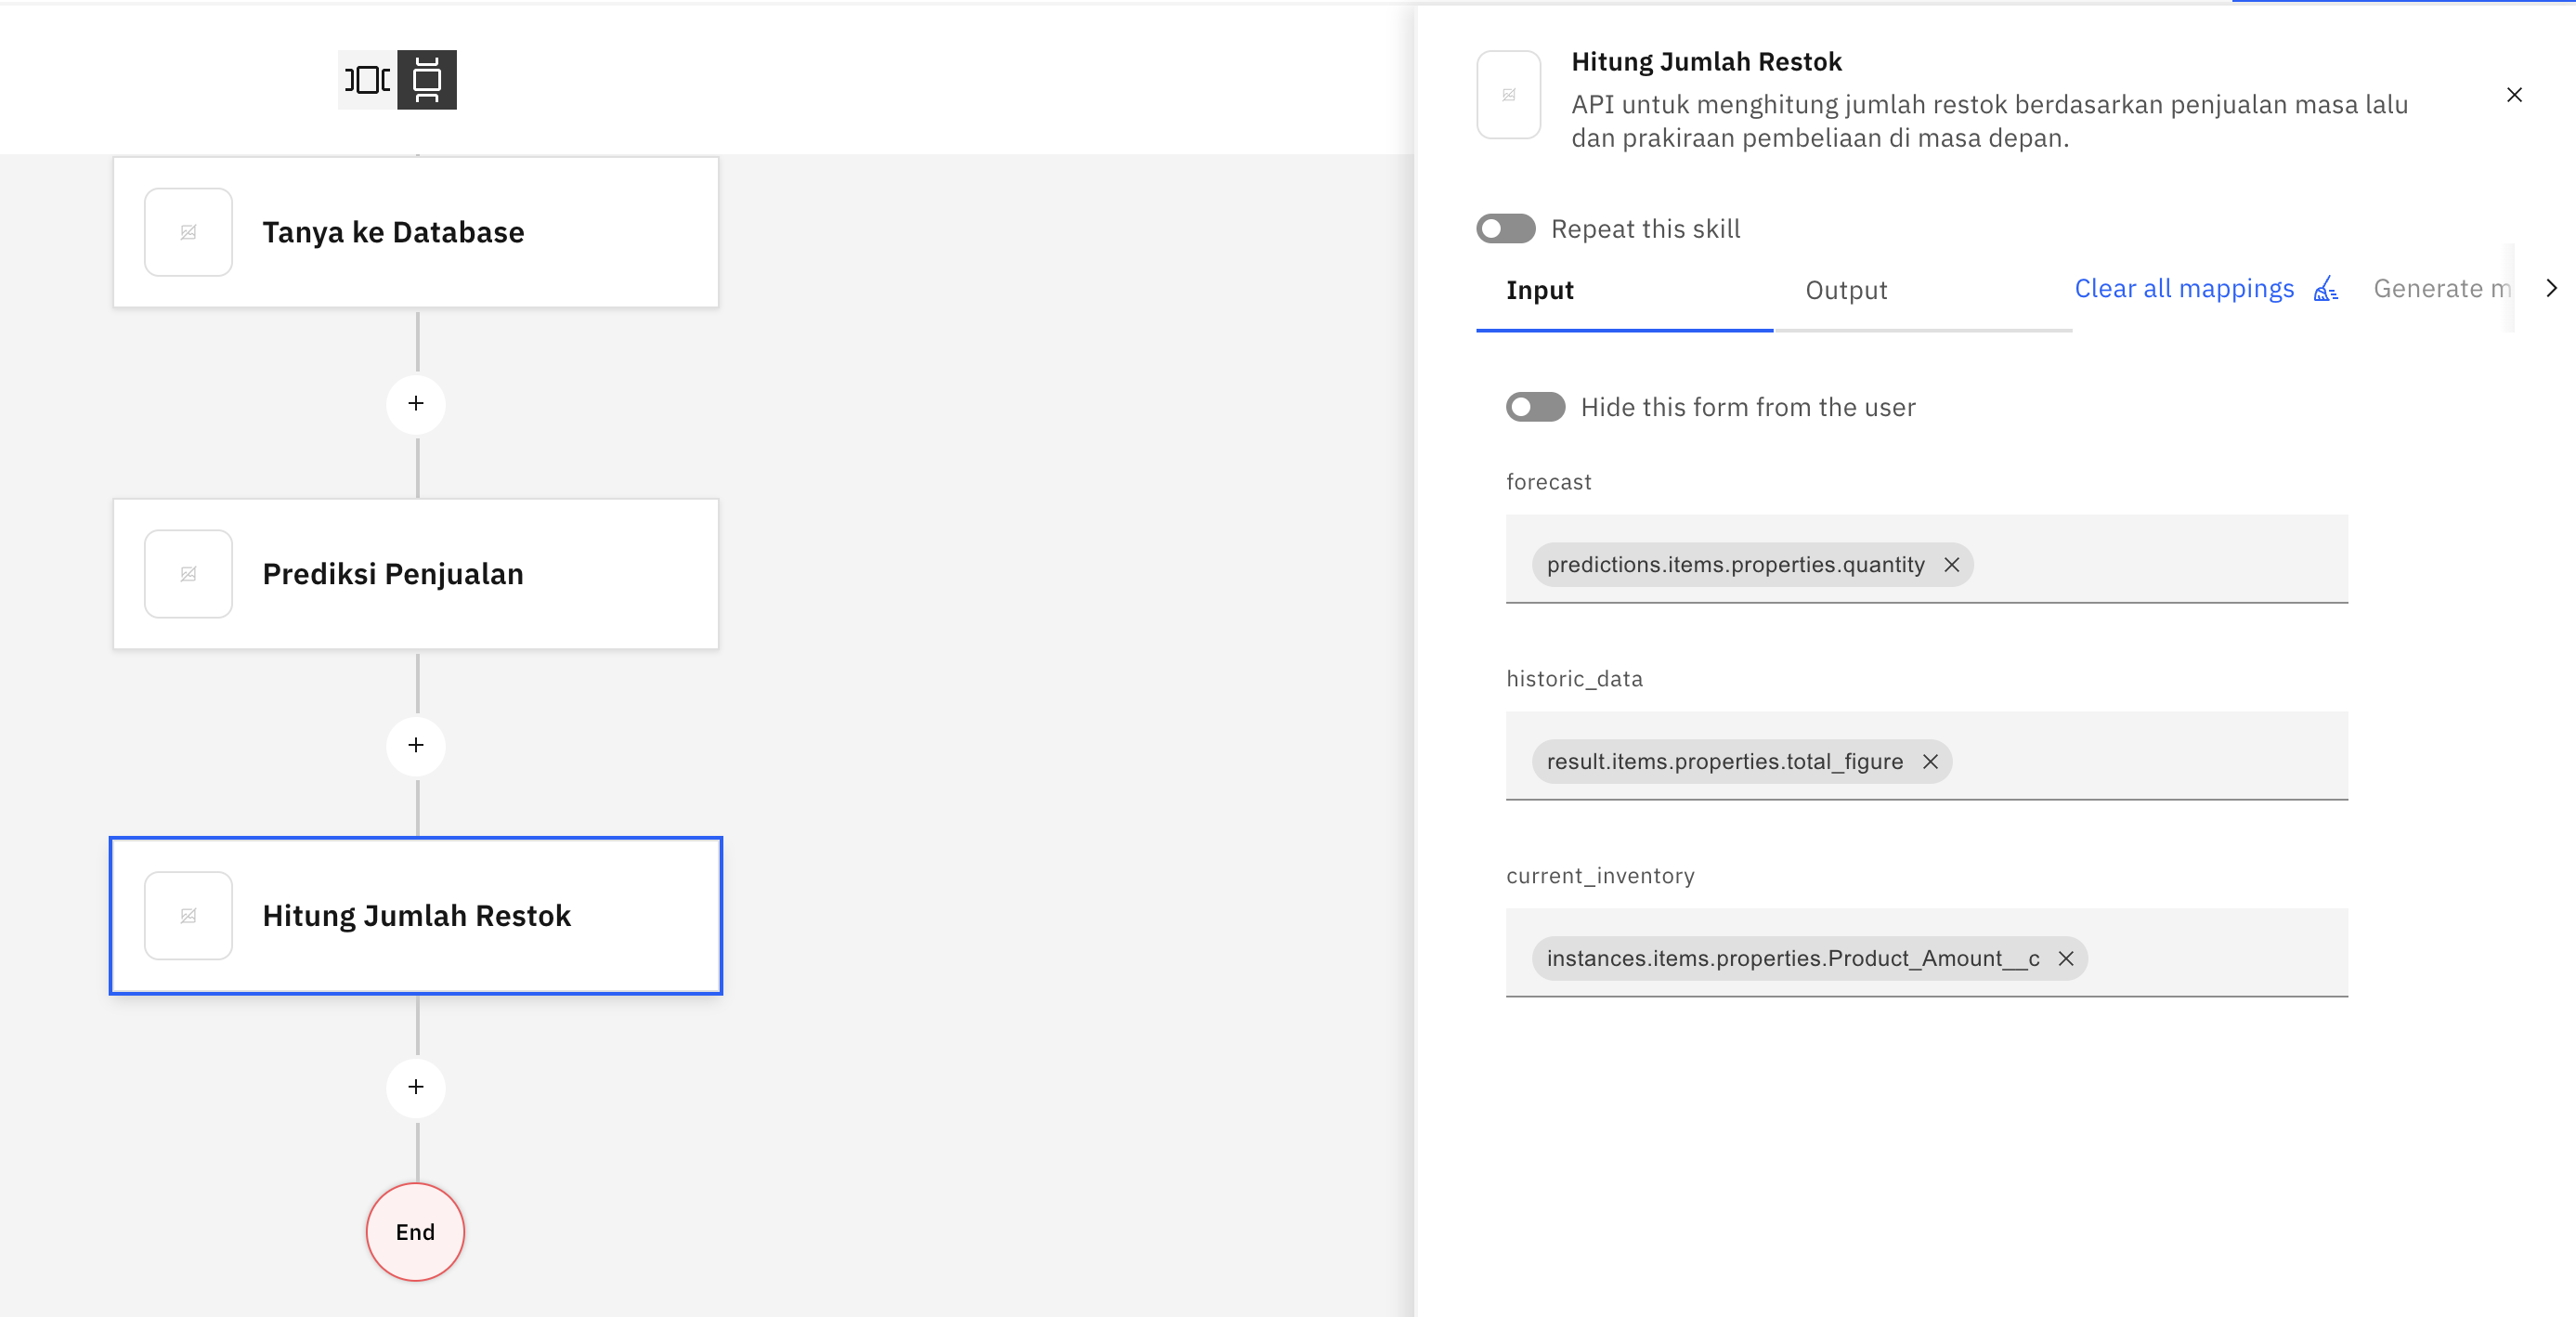 Tanya ke Database
Prediksi Penjualan
Hitung Jumlah Restok
End
Hitung Jumlah Restok
API untuk menghitung jumlah restok berdasarkan penjualan masa lalu
dan prakiraan pembeliaan di masa depan.
Repeat this skill
Input Output Clear all mappings Generate m
Hide this form from the user
forecast
predictions.items.properties.quantity
historic_data
result.items.properties.total_figure
current_inventory
instances.items.properties.Product_Amount__c